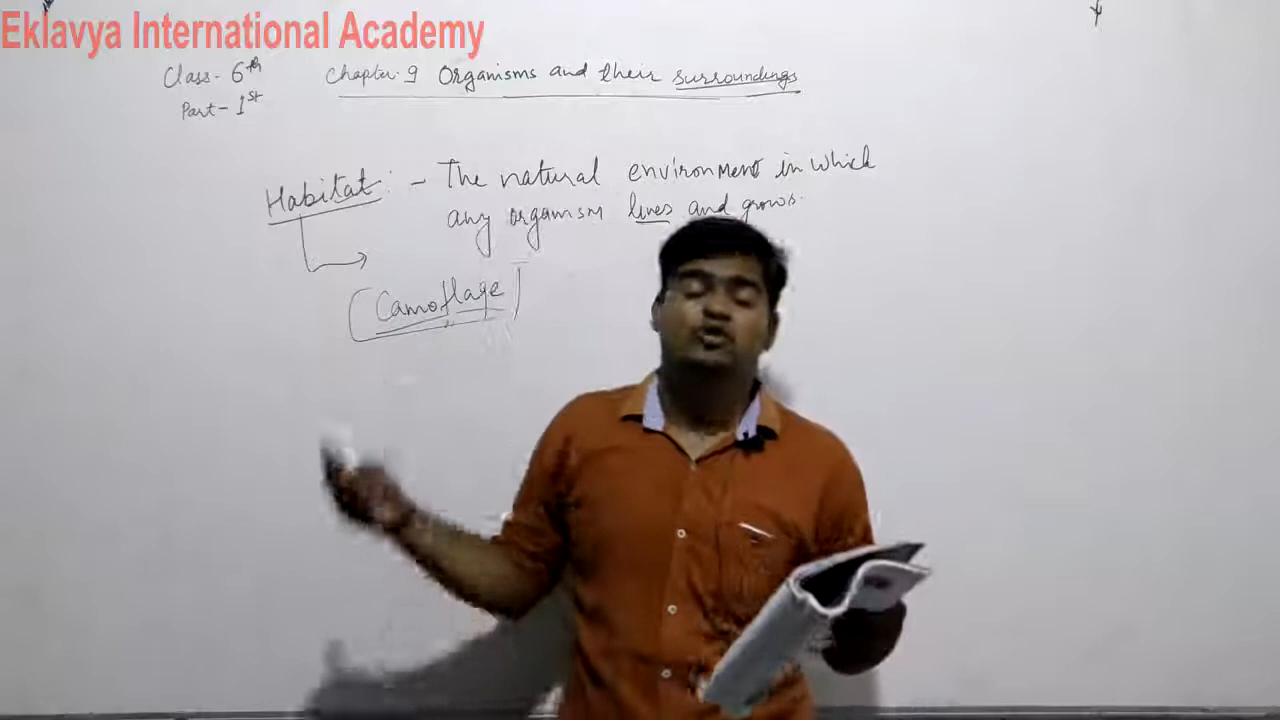 Eklavya International Academy
Class- 6th Chapter 9 Organisms and their surroundings
Part- 1st
Habitat :- The natural environment in which
any organism lives and grows.
Camoflage